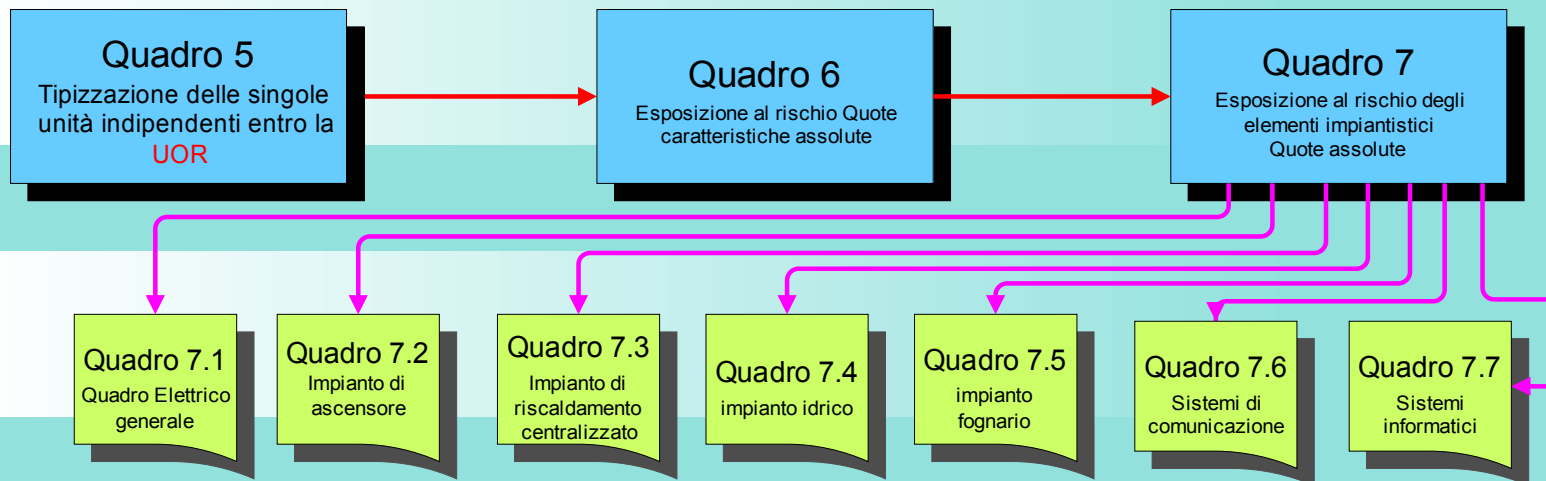 Quadro 5
Tipizzazione delle singole
unità indipendenti entro la
UOR
Quadro 6
Esposizione al rischio Quote
caratteristiche assolute
Quadro 7
Esposizione al rischio degli
elementi impiantistici
Quote assolute
Quadro 7.1
Quadro Elettrico
generale
Quadro 7.2
Impianto di
ascensore
Quadro 7.3
Impianto di
riscaldamento
centralizzato
Quadro 7.4
impianto idrico
Quadro 7.5
impianto
fognario
Quadro 7.6
Sistemi di
comunicazione
Quadro 7.7
Sistemi
informatici